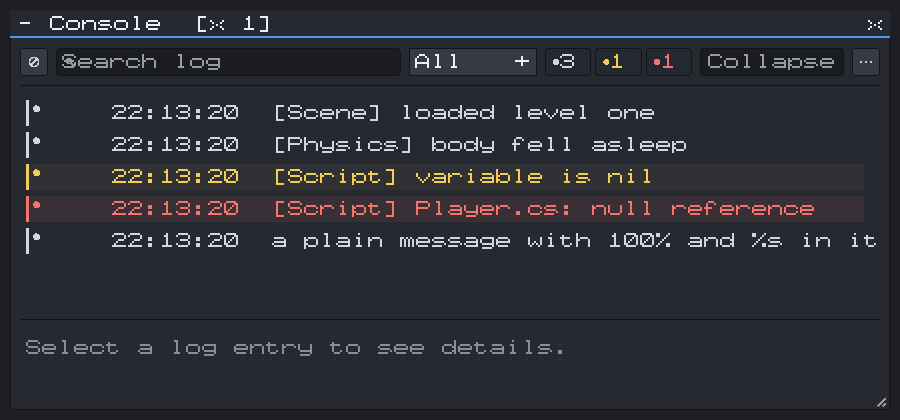 - Console [× 1] ×
Search log All + 3 1 1 Collapse ...
22:13:20 [Scene] loaded level one
22:13:20 [Physics] body fell asleep
22:13:20 [Script] variable is nil
22:13:20 [Script] Player.cs: null reference
22:13:20 a plain message with 100% and %s in it
Select a log entry to see details.